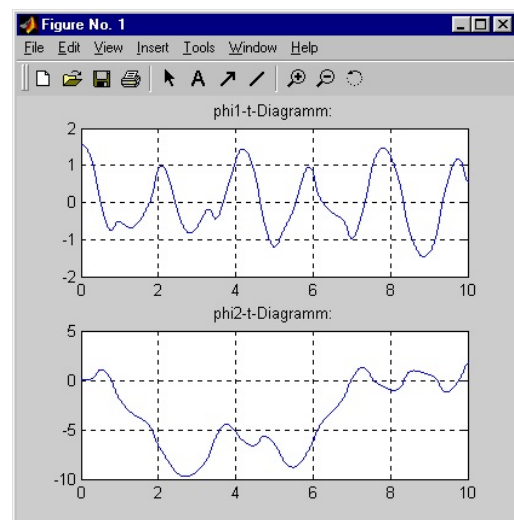 Figure No. 1
File Edit View Insert Tools Window Help
A
phi1-t-Diagramm:
2
1
0
-1
-2
0 2 4 6 8 10
phi2-t-Diagramm:
5
0
-5
-10
0 2 4 6 8 10